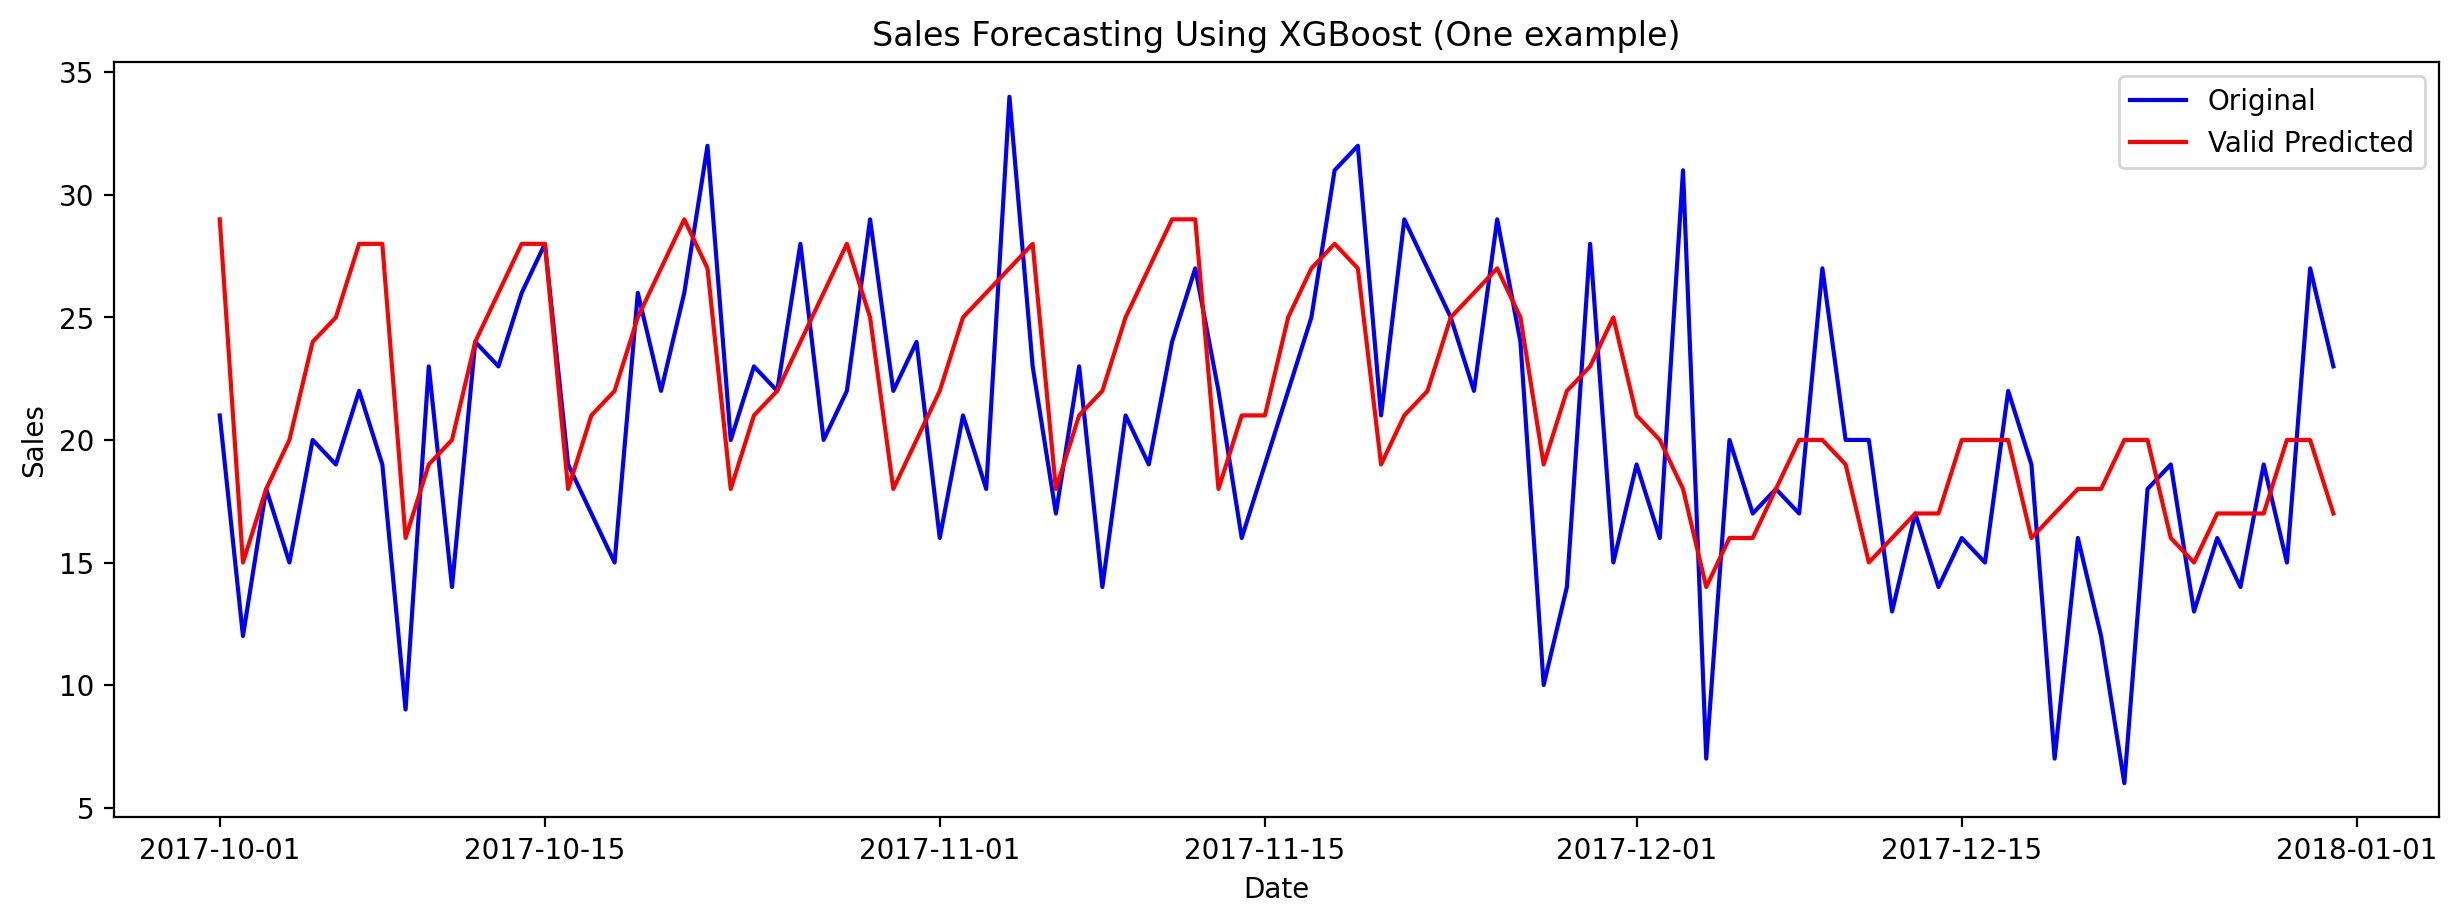 Sales Forecasting Using XGBoost (One example)
35
30
25
20
15
10
5
Sales
Original
Valid Predicted
2017-10-01
2017-10-15
2017-11-01
2017-11-15
2017-12-01
2017-12-15
2018-01-01
Date